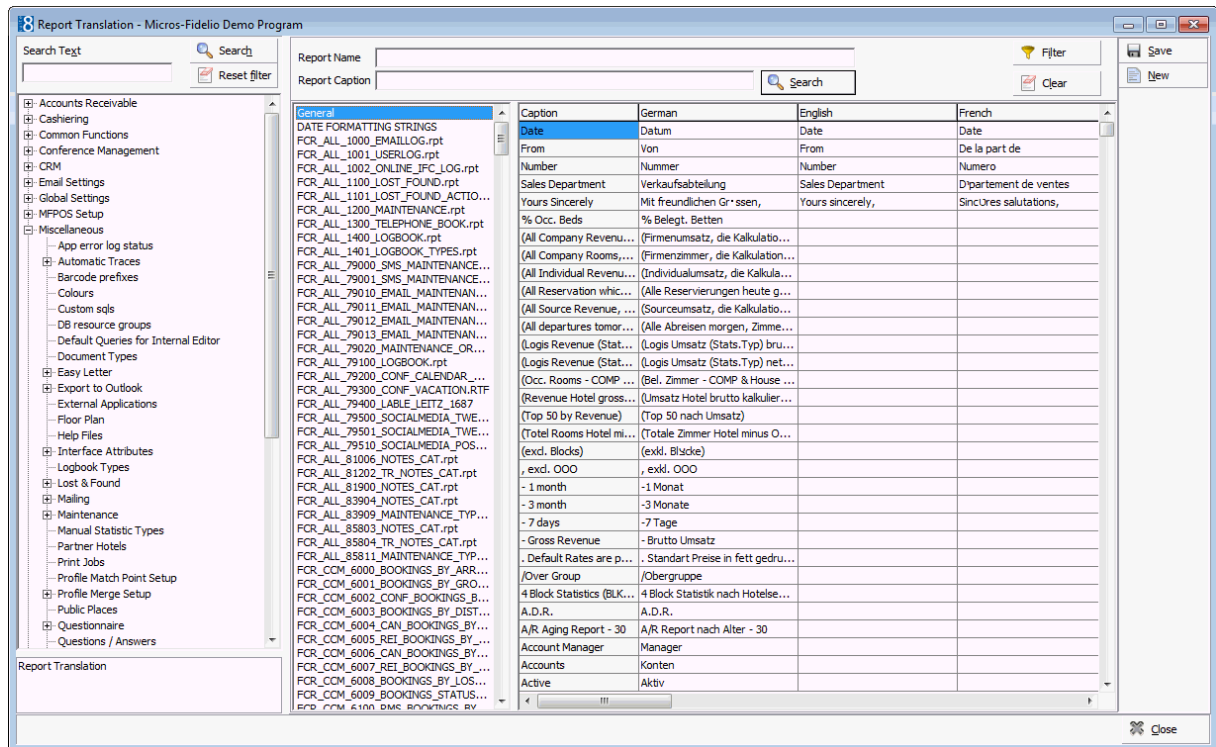 Report Translation - Micros-Fidelio Demo Program
Search Text
Search
Reset filter
Report Name
Report Caption
Search
Filter
Clear
Save
New
Accounts Receivable
Cashiering
Common Functions
Conference Management
CRM
Email Settings
Global Settings
MFPOS Setup
Miscellaneous
App error log status
Automatic Traces
Barcode prefixes
Colours
Custom sqls
DB resource groups
Default Queries for Internal Editor
Document Types
Easy Letter
Export to Outlook
External Applications
Floor Plan
Help Files
Interface Attributes
Logbook Types
Lost & Found
Mailing
Maintenance
Manual Statistic Types
Partner Hotels
Print Jobs
Profile Match Point Setup
Profile Merge Setup
Public Places
Questionnaire
Questions / Answers
Report Translation
General
DATE FORMATTING STRINGS
FCR_ALL_1000_EMAILLOG.rpt
FCR_ALL_1001_USERLOG.rpt
FCR_ALL_1002_ONLINE_IFC_LOG.rpt
FCR_ALL_1100_LOST_FOUND.rpt
FCR_ALL_1101_LOST_FOUND_ACTIO...
FCR_ALL_1200_MAINTENANCE.rpt
FCR_ALL_1300_TELEPHONE_BOOK.rpt
FCR_ALL_1400_LOGBOOK.rpt
FCR_ALL_1401_LOGBOOK_TYPES.rpt
FCR_ALL_79000_SMS_MAINTENANCE...
FCR_ALL_79001_SMS_MAINTENANCE...
FCR_ALL_79010_EMAIL_MAINTENAN...
FCR_ALL_79011_EMAIL_MAINTENAN...
FCR_ALL_79012_EMAIL_MAINTENAN...
FCR_ALL_79013_EMAIL_MAINTENAN...
FCR_ALL_79020_MAINTENANCE_OR...
FCR_ALL_79100_LOGBOOK.rpt
FCR_ALL_79200_CONF_CALENDAR_...
FCR_ALL_79300_CONF_VACATION.RTF
FCR_ALL_79400_LABLE_LEITZ_1687
FCR_ALL_79500_SOCIALMEDIA_TWE...
FCR_ALL_79501_SOCIALMEDIA_TWE...
FCR_ALL_79510_SOCIALMEDIA_POS...
FCR_ALL_81006_NOTES_CAT.rpt
FCR_ALL_81202_TR_NOTES_CAT.rpt
FCR_ALL_81900_NOTES_CAT.rpt
FCR_ALL_83904_NOTES_CAT.rpt
FCR_ALL_83909_MAINTENANCE_TYP...
FCR_ALL_85803_NOTES_CAT.rpt
FCR_ALL_85804_TR_NOTES_CAT.rpt
FCR_ALL_85811_MAINTENANCE_TYP...
FCR_CCM_6000_BOOKINGS_BY_ARR...
FCR_CCM_6001_BOOKINGS_BY_GRO...
FCR_CCM_6002_CONF_BOOKINGS_B...
FCR_CCM_6003_BOOKINGS_BY_DIST...
FCR_CCM_6004_CAN_BOOKINGS_BY...
FCR_CCM_6005_REI_BOOKINGS_BY_...
FCR_CCM_6006_CAN_BOOKINGS_BY...
FCR_CCM_6007_REI_BOOKINGS_BY_...
FCR_CCM_6008_BOOKINGS_BY_LOS...
FCR_CCM_6009_BOOKINGS_STATUS...
FCR_CCM_6100_RMS_BOOKINGS_BY
Caption German English French
Date Datum Date Date
From Von From De la part de
Number Nummer Number Numero
Sales Department Verkaufsabteilung Sales Department D'partement de ventes
Yours Sincerely Mit freundlichen Gr·ssen, Yours sincerely, Sinc౮res salutations,
% Occ. Beds % Belegt. Betten
(All Company Revenu... (Firmenumsatz, die Kalkulatio...
(All Company Rooms,... (Firmenzimmer, die Kalkulation...
(All Individual Revenu... (Individualumsatz, die Kalkula...
(All Reservation whic... (Alle Reservierungen heute g...
(All Source Revenue, ... (Sourceumsatz, die Kalkulatio...
(All departures tomor... (Alle Abreisen morgen, Zimme...
(Logis Revenue (Stat... (Logis Umsatz (Stats.Typ) bru...
(Logis Revenue (Stat... (Logis Umsatz (Stats.Typ) net...
(Occ. Rooms - COMP ... (Bel. Zimmer - COMP & House ...
(Revenue Hotel gross... (Umsatz Hotel brutto kalkulier...
(Top 50 by Revenue) (Top 50 nach Umsatz)
(Totel Rooms Hotel mi... (Totale Zimmer Hotel minus O...
(excl. Blocks) (exkl. Blצcke)
, excl. OOO , exkl. OOO
- 1 month -1 Monat
- 3 month -3 Monate
- 7 days -7 Tage
- Gross Revenue - Brutto Umsatz
. Default Rates are p... . Standart Preise in fett gedru...
/Over Group /Obergruppe
4 Block Statistics (BLK... 4 Block Statistik nach Hotelse...
A.D.R. A.D.R.
A/R Aging Report - 30 A/R Report nach Alter - 30
Account Manager Manager
Accounts Konten
Active Aktiv
Close